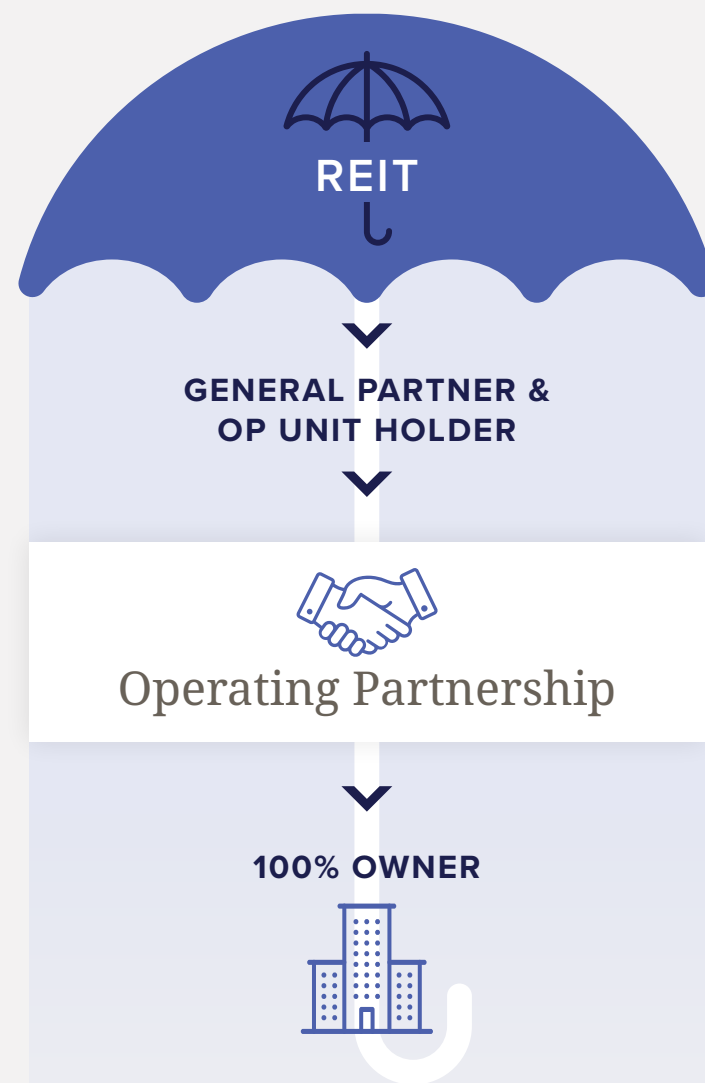 REIT
GENERAL PARTNER &
OP UNIT HOLDER
Operating Partnership
100% OWNER